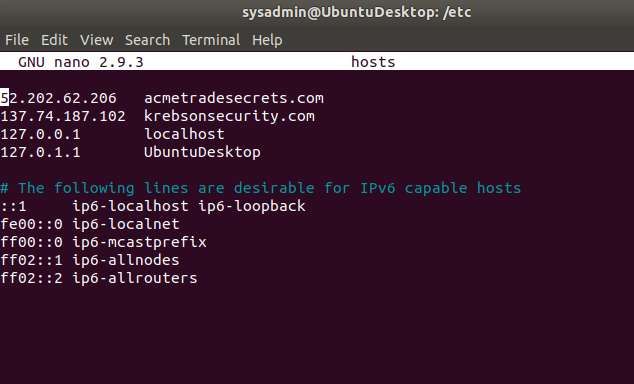 sysadmin@UbuntuDesktop: /etc
File Edit View Search Terminal Help
GNU nano 2.9.3 hosts
52.202.62.206 acmetradesecrets.com
137.74.187.102 krebsonsecurity.com
127.0.0.1 localhost
127.0.1.1 UbuntuDesktop
# The following lines are desirable for IPv6 capable hosts
::1 ip6-localhost ip6-loopback
fe00::0 ip6-localnet
ff00::0 ip6-mcastprefix
ff02::1 ip6-allnodes
ff02::2 ip6-allrouters